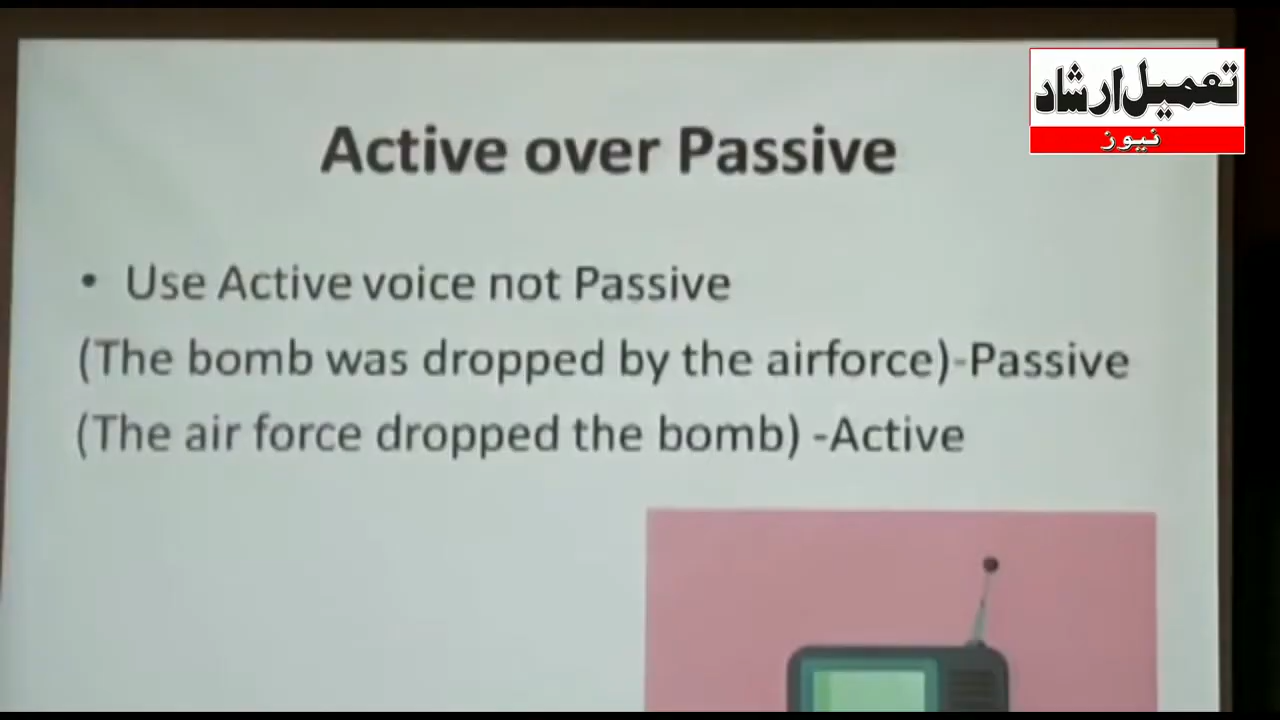 تعمیل ارشاد
نیوز
Active over Passive
• Use Active voice not Passive
(The bomb was dropped by the airforce)-Passive
(The air force dropped the bomb) -Active